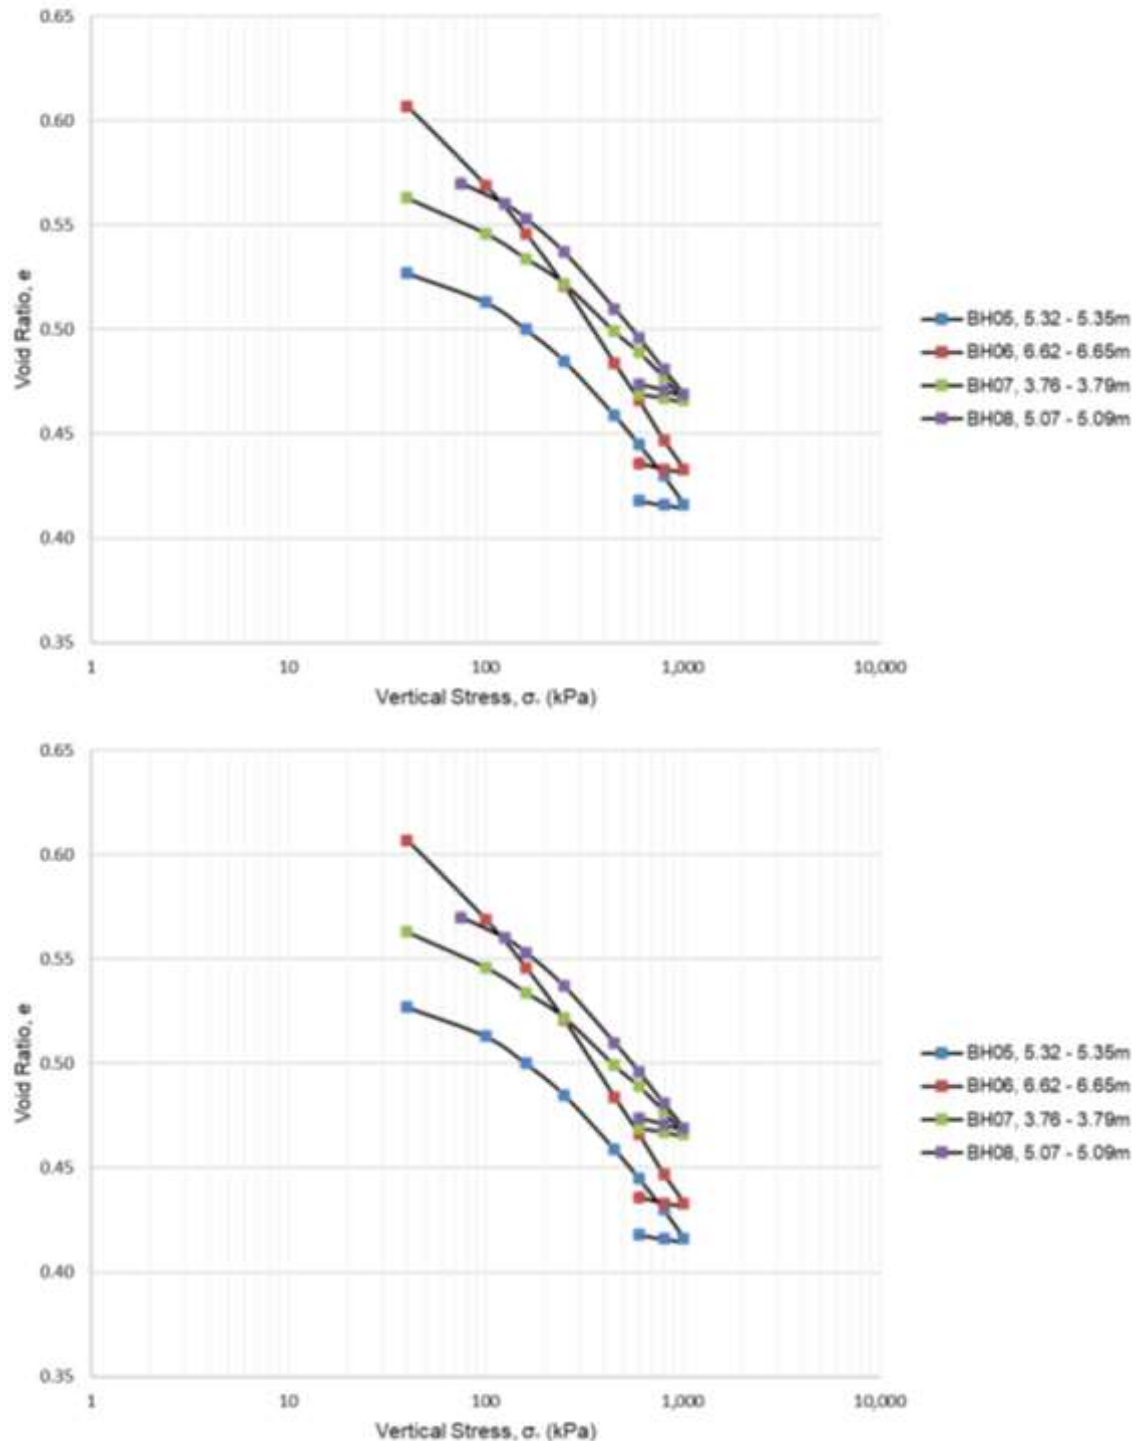 0.65
0.60
0.55
0.50
0.45
0.40
0.35
Void Ratio, e
1 10 100 1,000 10,000
Vertical Stress, σᵥ (kPa)
BH05, 5.32 - 5.35m
BH06, 6.62 - 6.65m
BH07, 3.76 - 3.79m
BH08, 5.07 - 5.09m
0.65
0.60
0.55
0.50
0.45
0.40
0.35
Void Ratio, e
1 10 100 1,000 10,000
Vertical Stress, σᵥ (kPa)
BH05, 5.32 - 5.35m
BH06, 6.62 - 6.65m
BH07, 3.76 - 3.79m
BH08, 5.07 - 5.09m